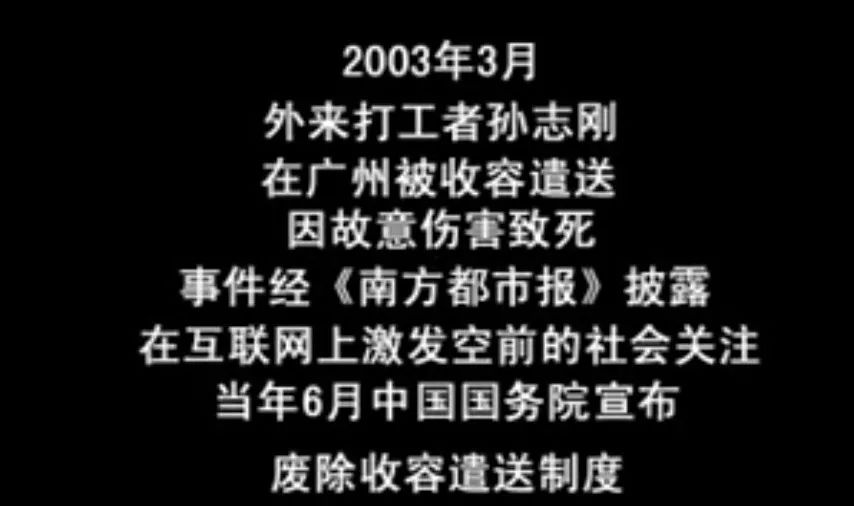 2003年3月
外来打工者孙志刚
在广州被收容遣送
因故意伤害致死
事件经《南方都市报》披露
在互联网上激发空前的社会关注
当年6月中国国务院宣布
废除收容遣送制度